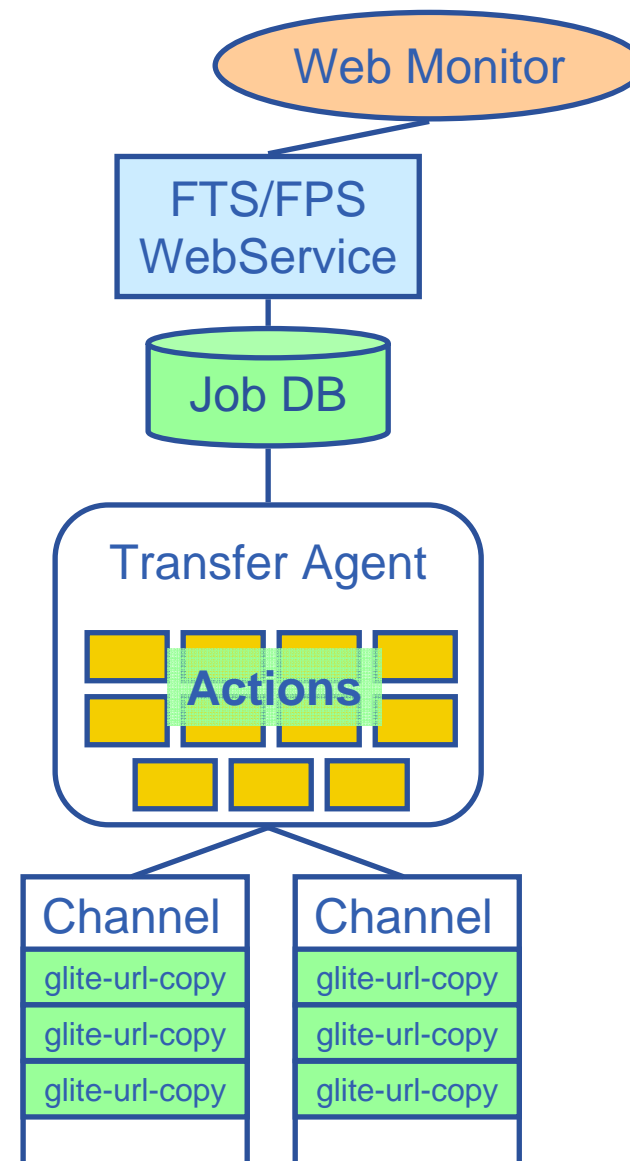 Web Monitor
FTS/FPS
WebService
Job DB
Transfer Agent
Actions
Channel
glite-url-copy
glite-url-copy
glite-url-copy
Channel
glite-url-copy
glite-url-copy
glite-url-copy